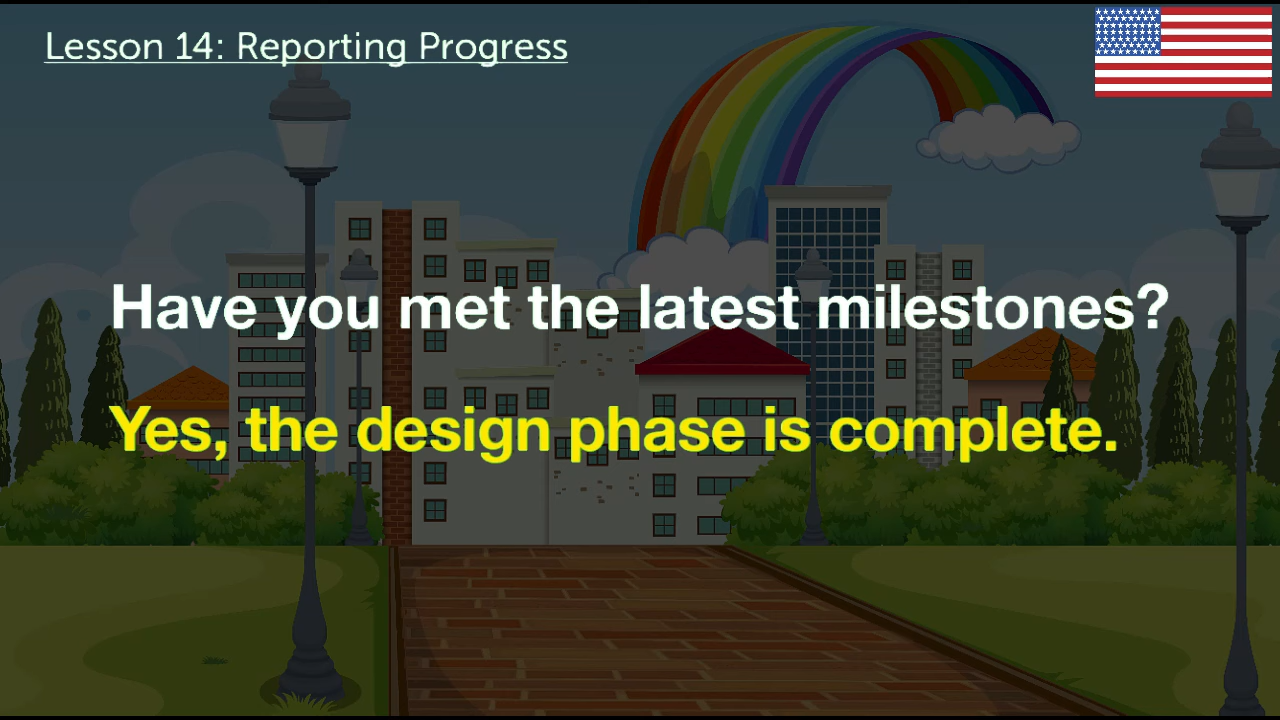 Lesson 14: Reporting Progress
Have you met the latest milestones?
Yes, the design phase is complete.